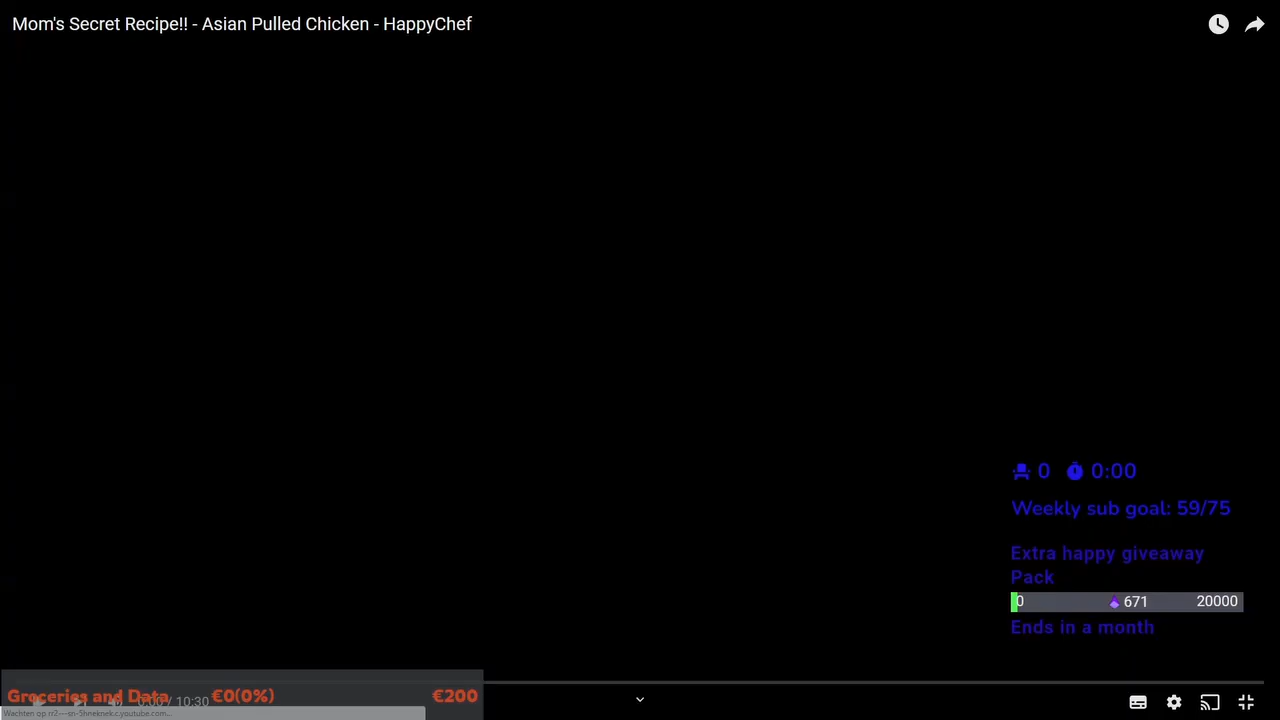 Mom's Secret Recipe!! - Asian Pulled Chicken - HappyChef
0 0:00
Weekly sub goal: 59/75
Extra happy giveaway
Pack
0 671 20000
Ends in a month
Groceries and Data €0(0%) €200
0:00 / 10:30